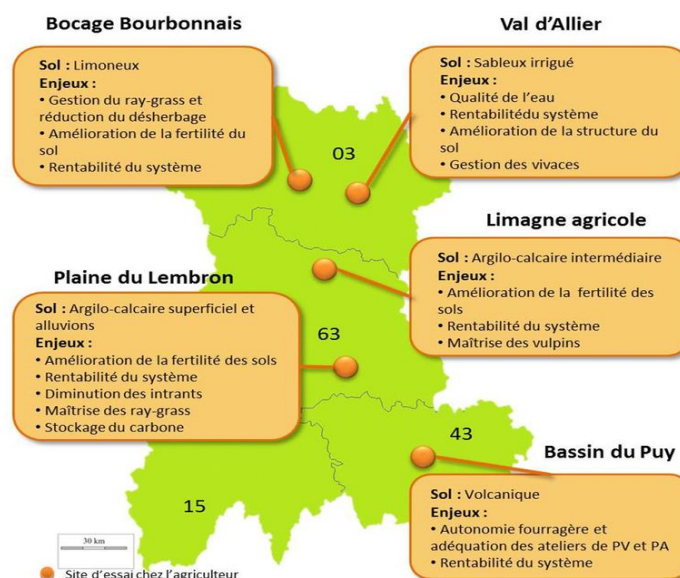 Bocage Bourbonnais
Sol : Limoneux
Enjeux :
• Gestion du ray-grass et
réduction du désherbage
• Amélioration de la fertilité du
sol
• Rentabilité du système
Val d’Allier
Sol : Sableux irrigué
Enjeux :
• Qualité de l’eau
• Rentabilitédu système
• Amélioration de la structure du
sol
• Gestion des vivaces
03
Limagne agricole
Sol : Argilo-calcaire intermédiaire
Enjeux :
• Amélioration de la fertilité des
sols
• Rentabilité du système
• Maîtrise des vulpins
Plaine du Lembron
Sol : Argilo-calcaire superficiel et
alluvions
Enjeux :
• Amélioration de la fertilité des sols
• Rentabilité du système
• Diminution des intrants
• Maîtrise des ray-grass
• Stockage du carbone
63
43
Bassin du Puy
Sol : Volcanique
Enjeux :
• Autonomie fourragère et
adéquation des ateliers de PV et PA
• Rentabilité du système
15
30 km
Site d’essai chez l’agriculteur